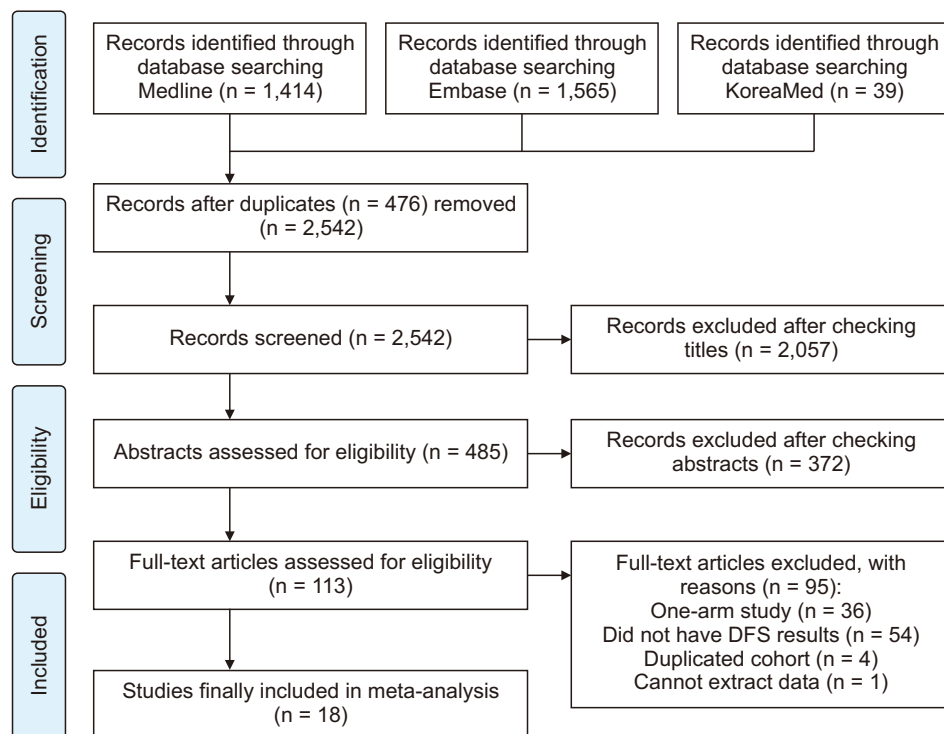 Identification
Records identified through
database searching
Medline (n = 1,414)
Records identified through
database searching
Embase (n = 1,565)
Records identified through
database searching
KoreaMed (n = 39)
Screening
Records after duplicates (n = 476) removed
(n = 2,542)
Records screened (n = 2,542)
Records excluded after checking
titles (n = 2,057)
Eligibility
Abstracts assessed for eligibility (n = 485)
Records excluded after checking
abstracts (n = 372)
Full-text articles assessed for eligibility
(n = 113)
Full-text articles excluded, with
reasons (n = 95):
One-arm study (n = 36)
Did not have DFS results (n = 54)
Duplicated cohort (n = 4)
Cannot extract data (n = 1)
Included
Studies finally included in meta-analysis
(n = 18)